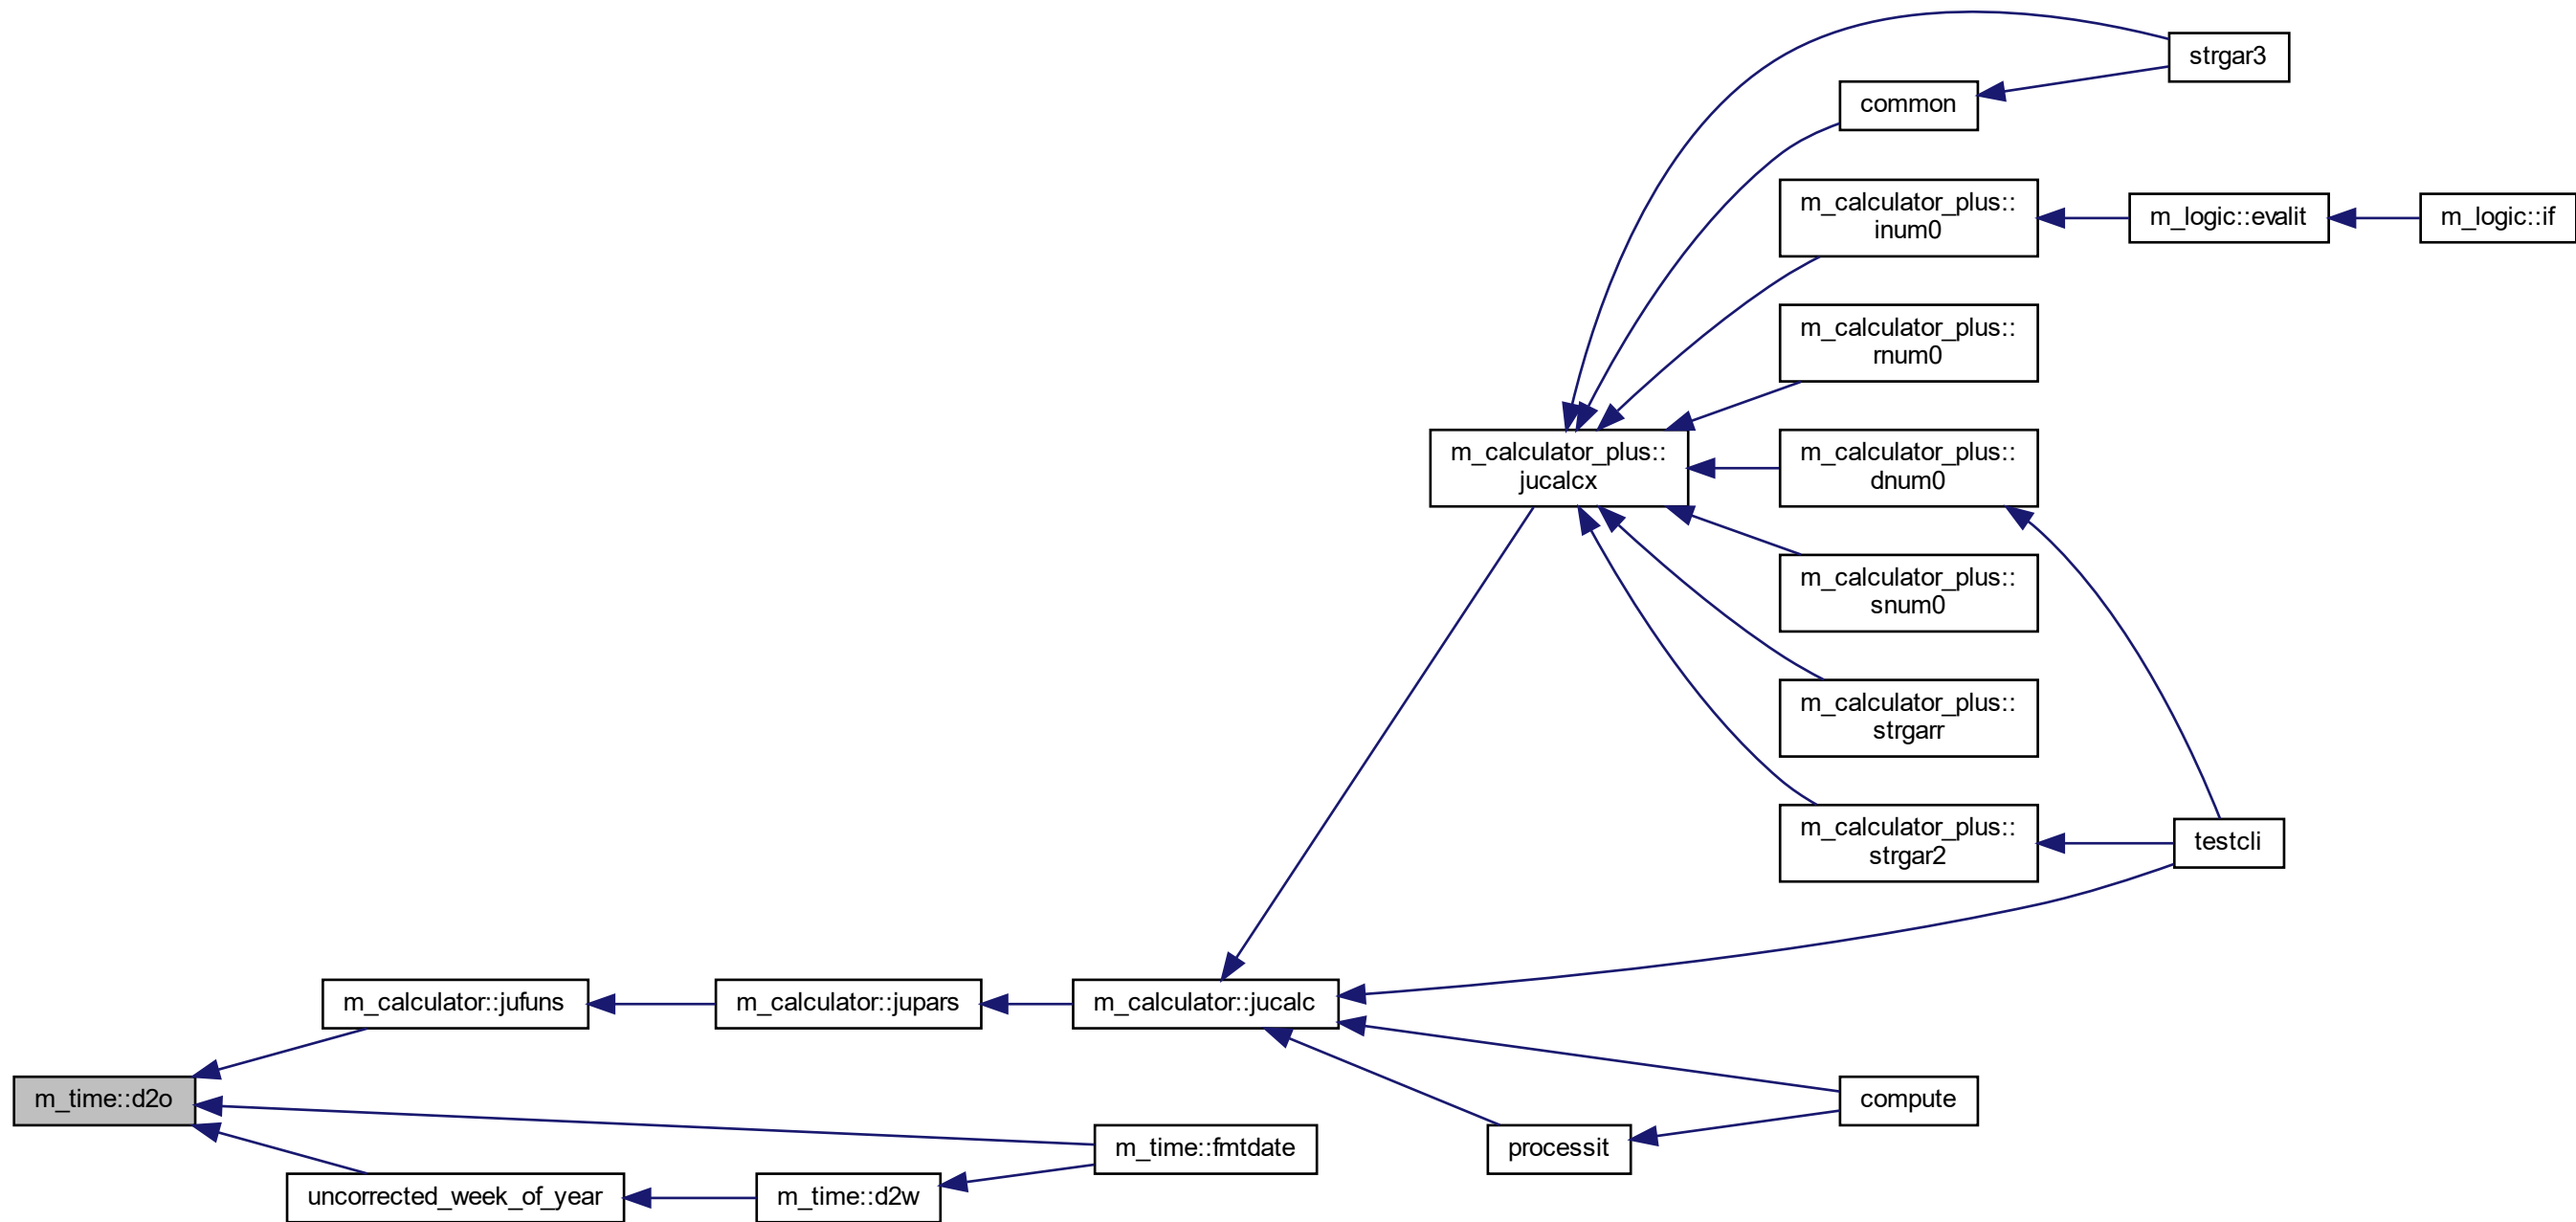 strgar3
common
m_calculator_plus::
inum0
m_logic::evalit
m_logic::if
m_calculator_plus::
rnum0
m_calculator_plus::
jucalcx
m_calculator_plus::
dnum0
m_calculator_plus::
snum0
m_calculator_plus::
strgarr
m_calculator_plus::
strgar2
testcli
m_calculator::jufuns
m_calculator::jupars
m_calculator::jucalc
m_time::d2o
compute
m_time::fmtdate
processit
uncorrected_week_of_year
m_time::d2w